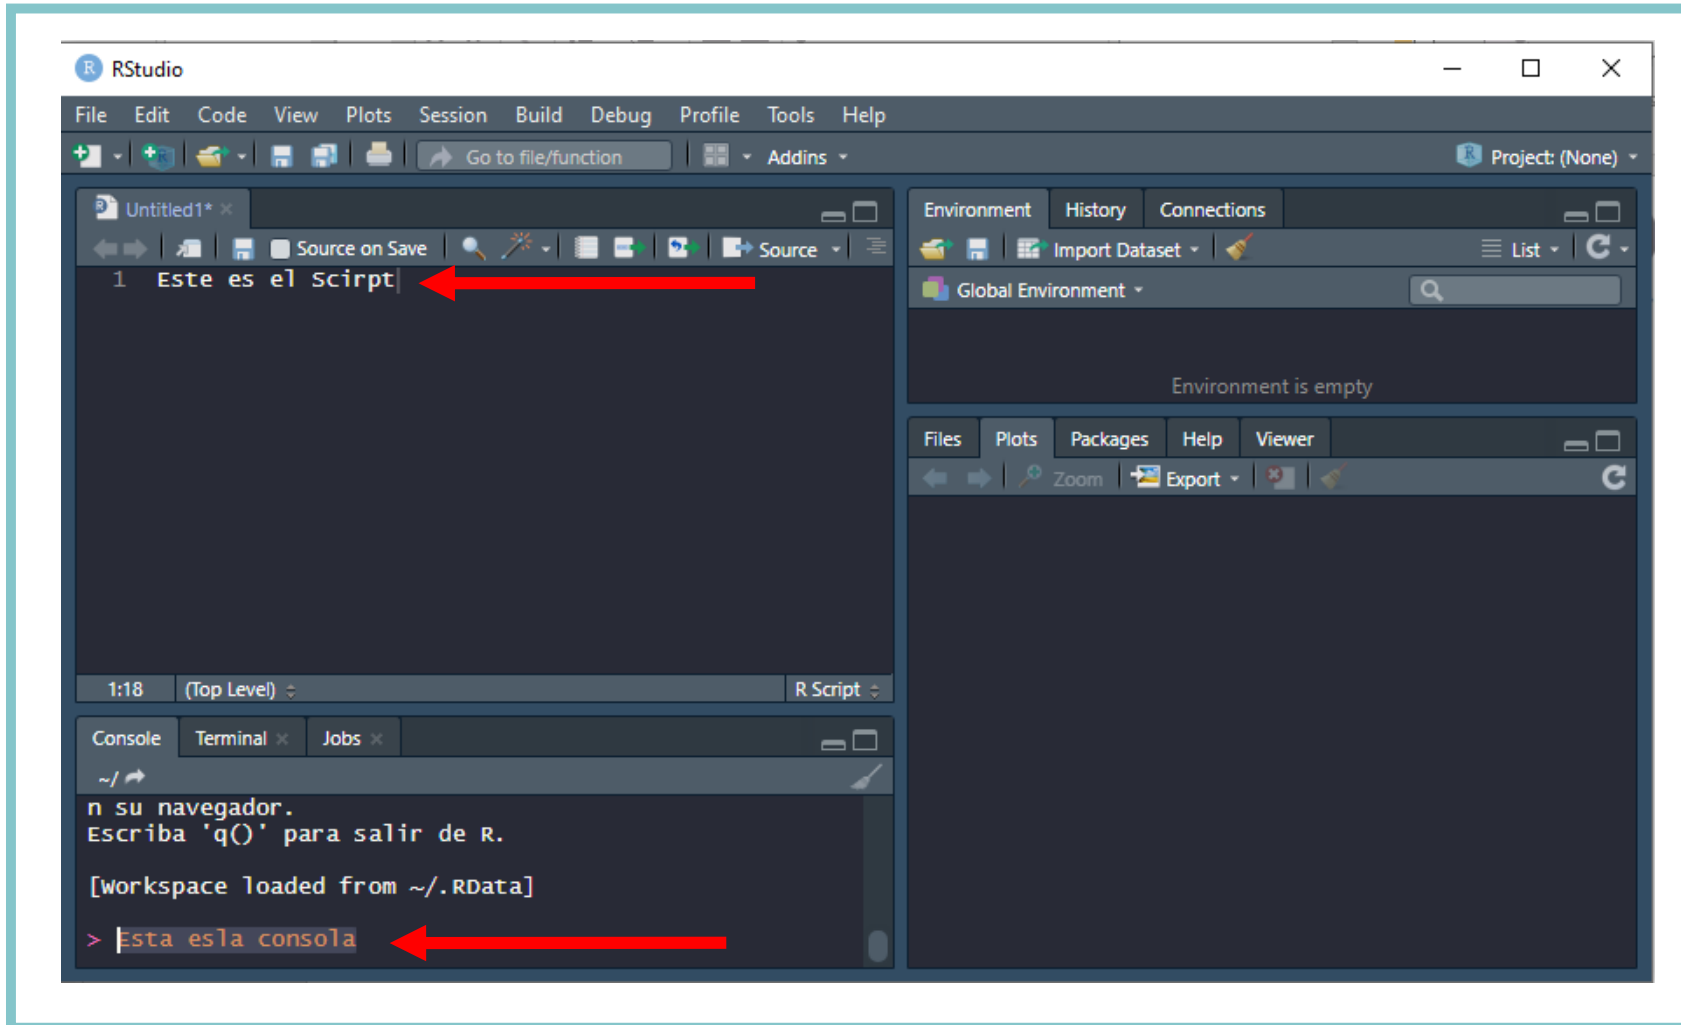 RStudio
File Edit Code View Plots Session Build Debug Profile Tools Help
Go to file/function Addins Project: (None)
Untitled1*
Source on Save Source
1 Este es el Scirpt
1:18 (Top Level) R Script
Console Terminal Jobs
~/
n su navegador.
Escriba 'q()' para salir de R.
[Workspace loaded from ~/.RData]
> Esta esla consola
Environment History Connections
Import Dataset List
Global Environment
Environment is empty
Files Plots Packages Help Viewer
Zoom Export